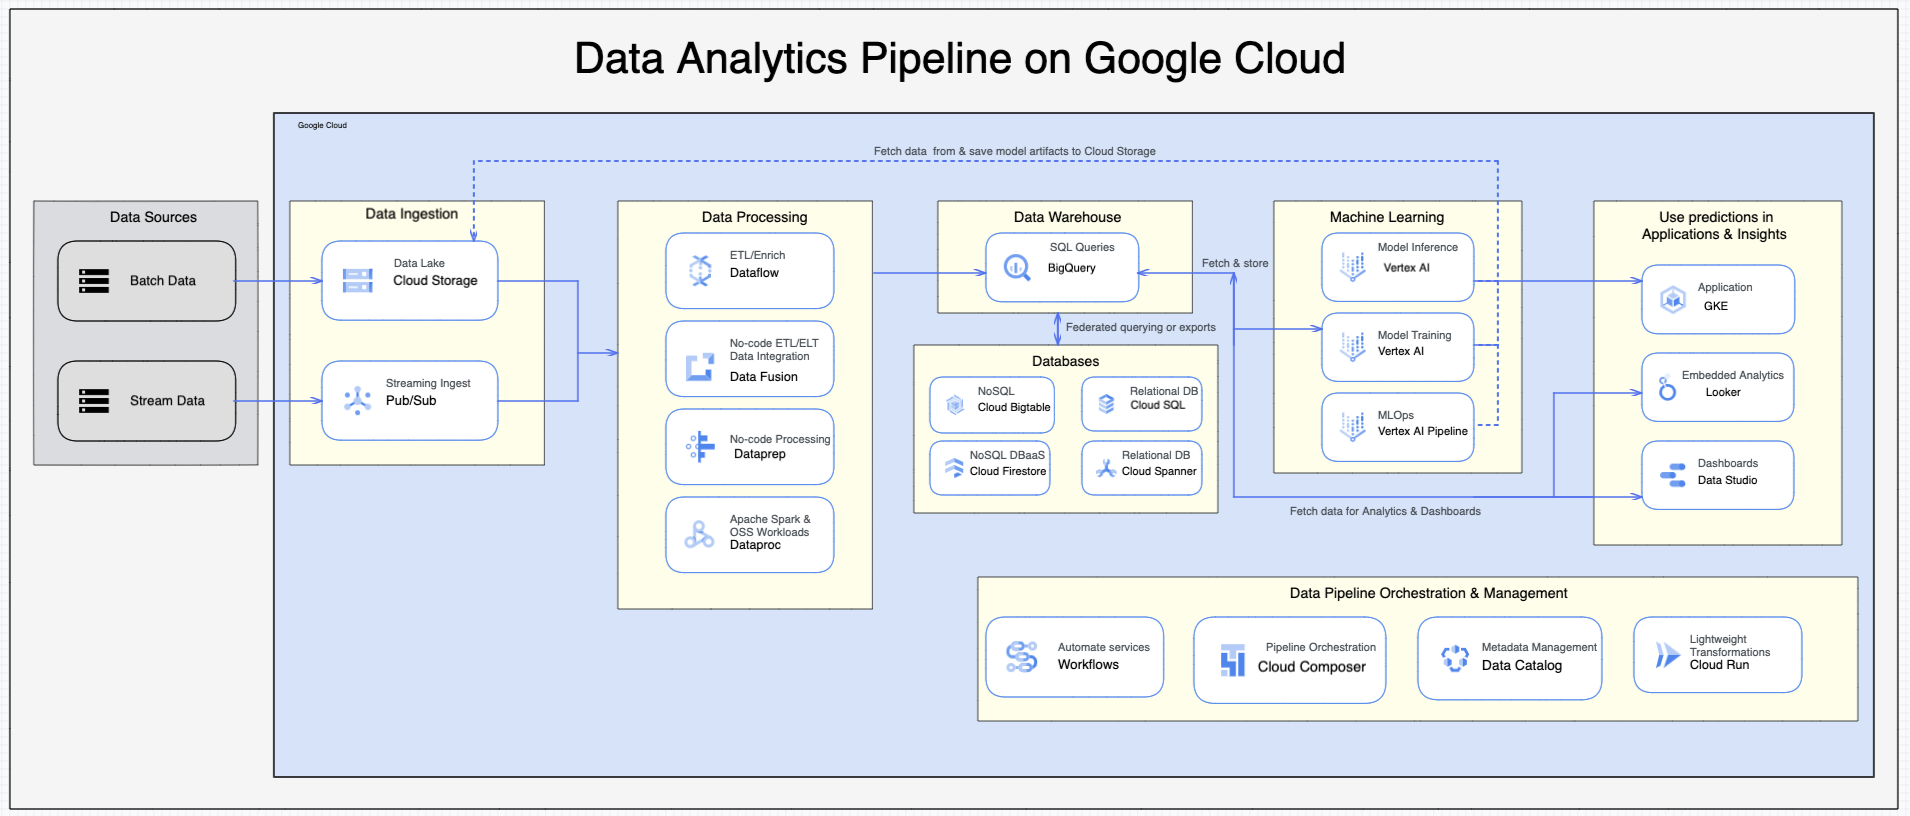 Data Analytics Pipeline on Google Cloud
Google Cloud
Fetch data from & save model artifacts to Cloud Storage
Data Sources
Batch Data
Stream Data
Data Ingestion
Data Lake
Cloud Storage
Streaming Ingest
Pub/Sub
Data Processing
ETL/Enrich
Dataflow
No-code ETL/ELT
Data Integration
Data Fusion
No-code Processing
Dataprep
Apache Spark &
OSS Workloads
Dataproc
Data Warehouse
SQL Queries
BigQuery
Fetch & store
Federated querying or exports
Databases
NoSQL
Cloud Bigtable
Relational DB
Cloud SQL
NoSQL DBaaS
Cloud Firestore
Relational DB
Cloud Spanner
Machine Learning
Model Inference
Vertex AI
Model Training
Vertex AI
MLOps
Vertex AI Pipeline
Fetch data for Analytics & Dashboards
Use predictions in
Applications & Insights
Application
GKE
Embedded Analytics
Looker
Dashboards
Data Studio
Data Pipeline Orchestration & Management
Automate services
Workflows
Pipeline Orchestration
Cloud Composer
Metadata Management
Data Catalog
Lightweight
Transformations
Cloud Run